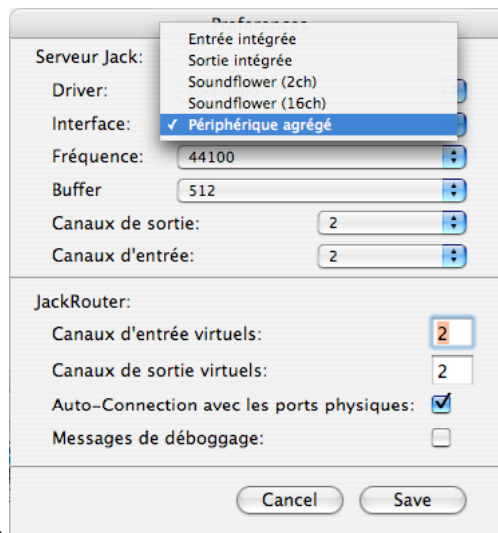 Preferences
Entrée intégrée
Serveur Jack:
Sortie intégrée
Soundflower (2ch)
Driver:
Soundflower (16ch)
Interface: ✓ Périphérique agrégé
Fréquence: 44100
Buffer 512
Canaux de sortie: 2
Canaux d'entrée: 2
JackRouter:
Canaux d'entrée virtuels: 2
Canaux de sortie virtuels: 2
Auto-Connection avec les ports physiques:
Messages de déboggage:
Cancel Save